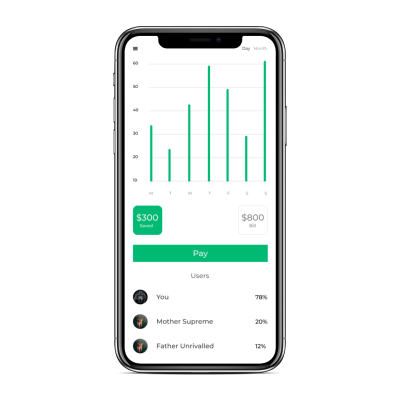 Day Month
60
50
40
30
20
10
M T W T F S S
$300
Saved
$800
Bill
Pay
Users
You 78%
Mother Supreme 20%
Father Unrivalled 12%